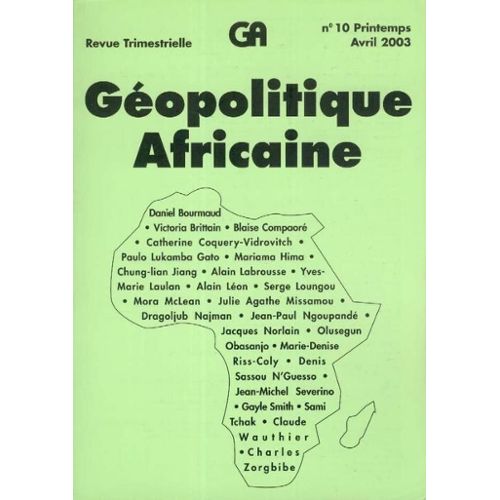 Revue Trimestrielle
GA
n° 10 Printemps
Avril 2003
Géopolitique
Africaine
Daniel Bourmaud
• Victoria Brittain • Blaise Compaoré
• Catherine Coquery-Vidrovitch •
Paulo Lukamba Gato • Mariama Hima •
Chung-lian Jiang • Alain Labrousse • Yves-
Marie Laulan • Alain Léon • Serge Loungou
• Mora McLean • Julie Agathe Missamou •
Dragoljub Najman • Jean-Paul Ngoupandé •
Jacques Norlain • Olusegun
Obasanjo • Marie-Denise
Riss-Coly • Denis
Sassou N'Guesso •
Jean-Michel Severino
• Gayle Smith • Sami
Tchak • Claude
Wauthier
• Charles
Zorgbibe